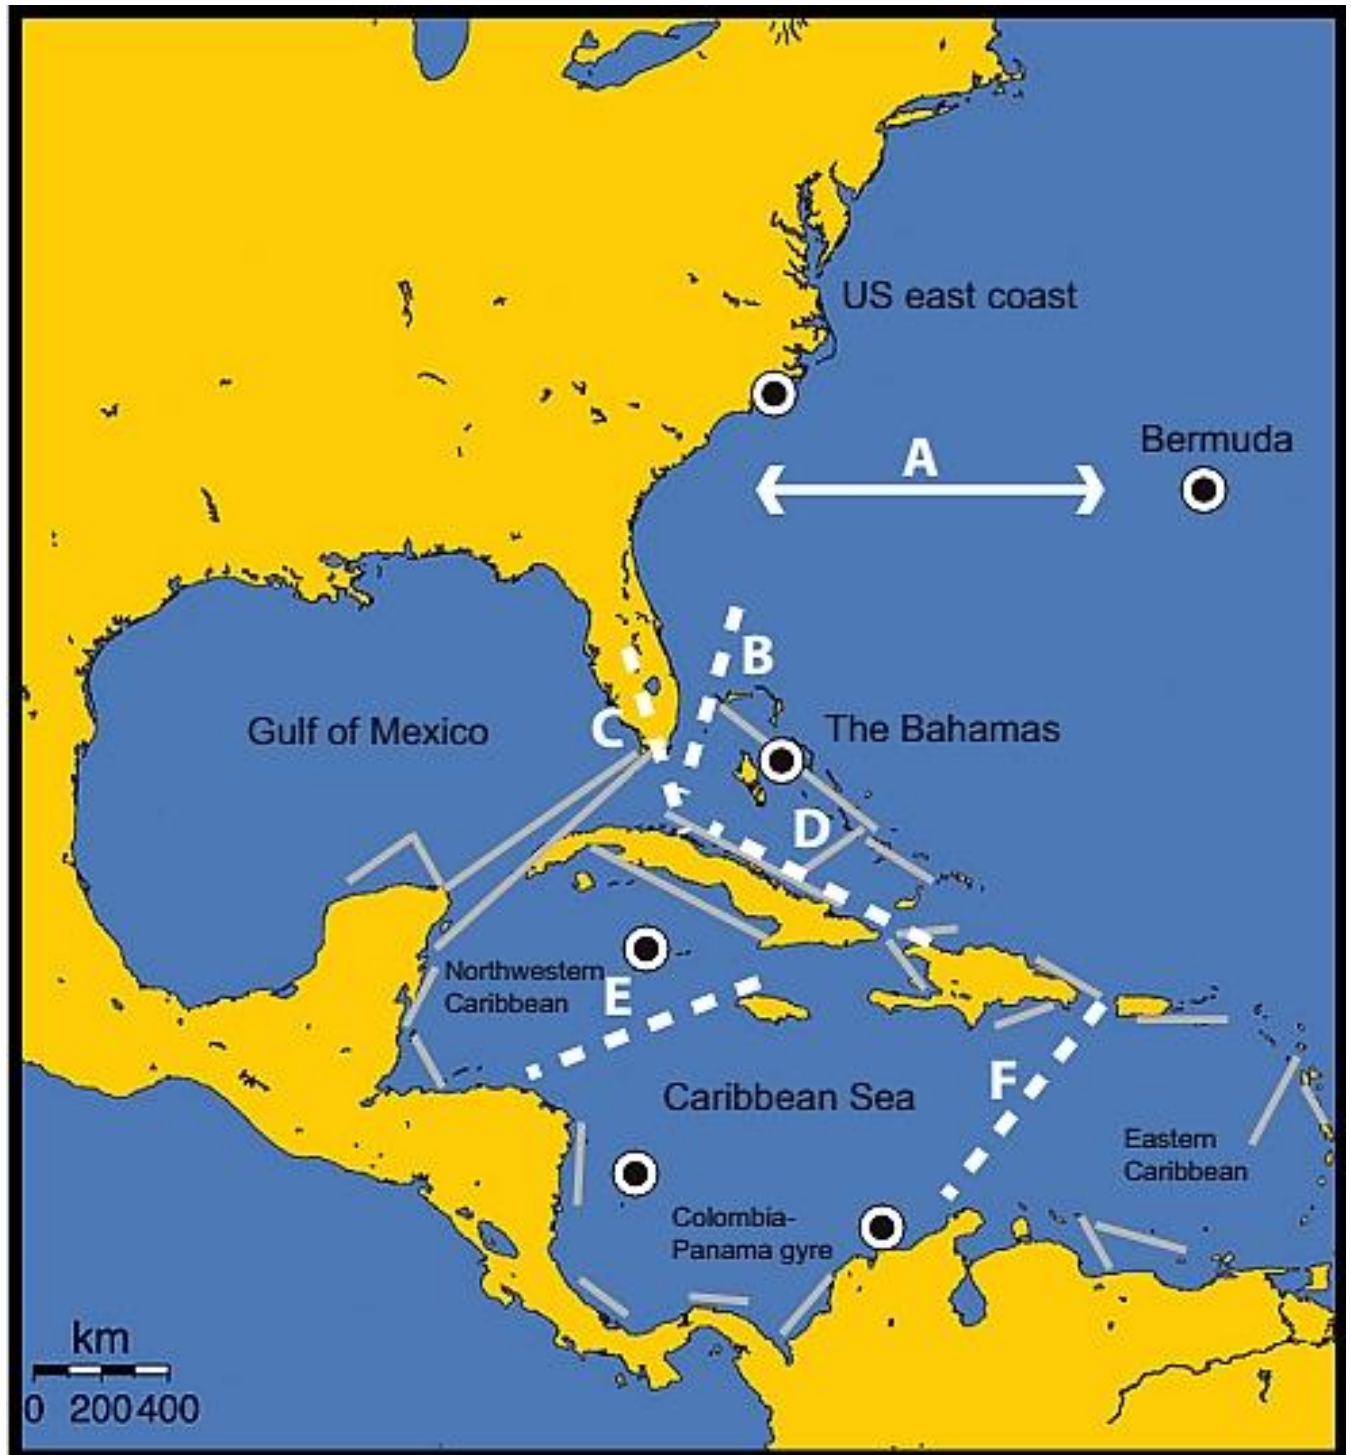 US east coast
A
Bermuda
B
C
Gulf of Mexico
The Bahamas
D
Northwestern
Caribbean
E
F
Caribbean Sea
Eastern
Caribbean
Colombia-
Panama gyre
km
0 200 400